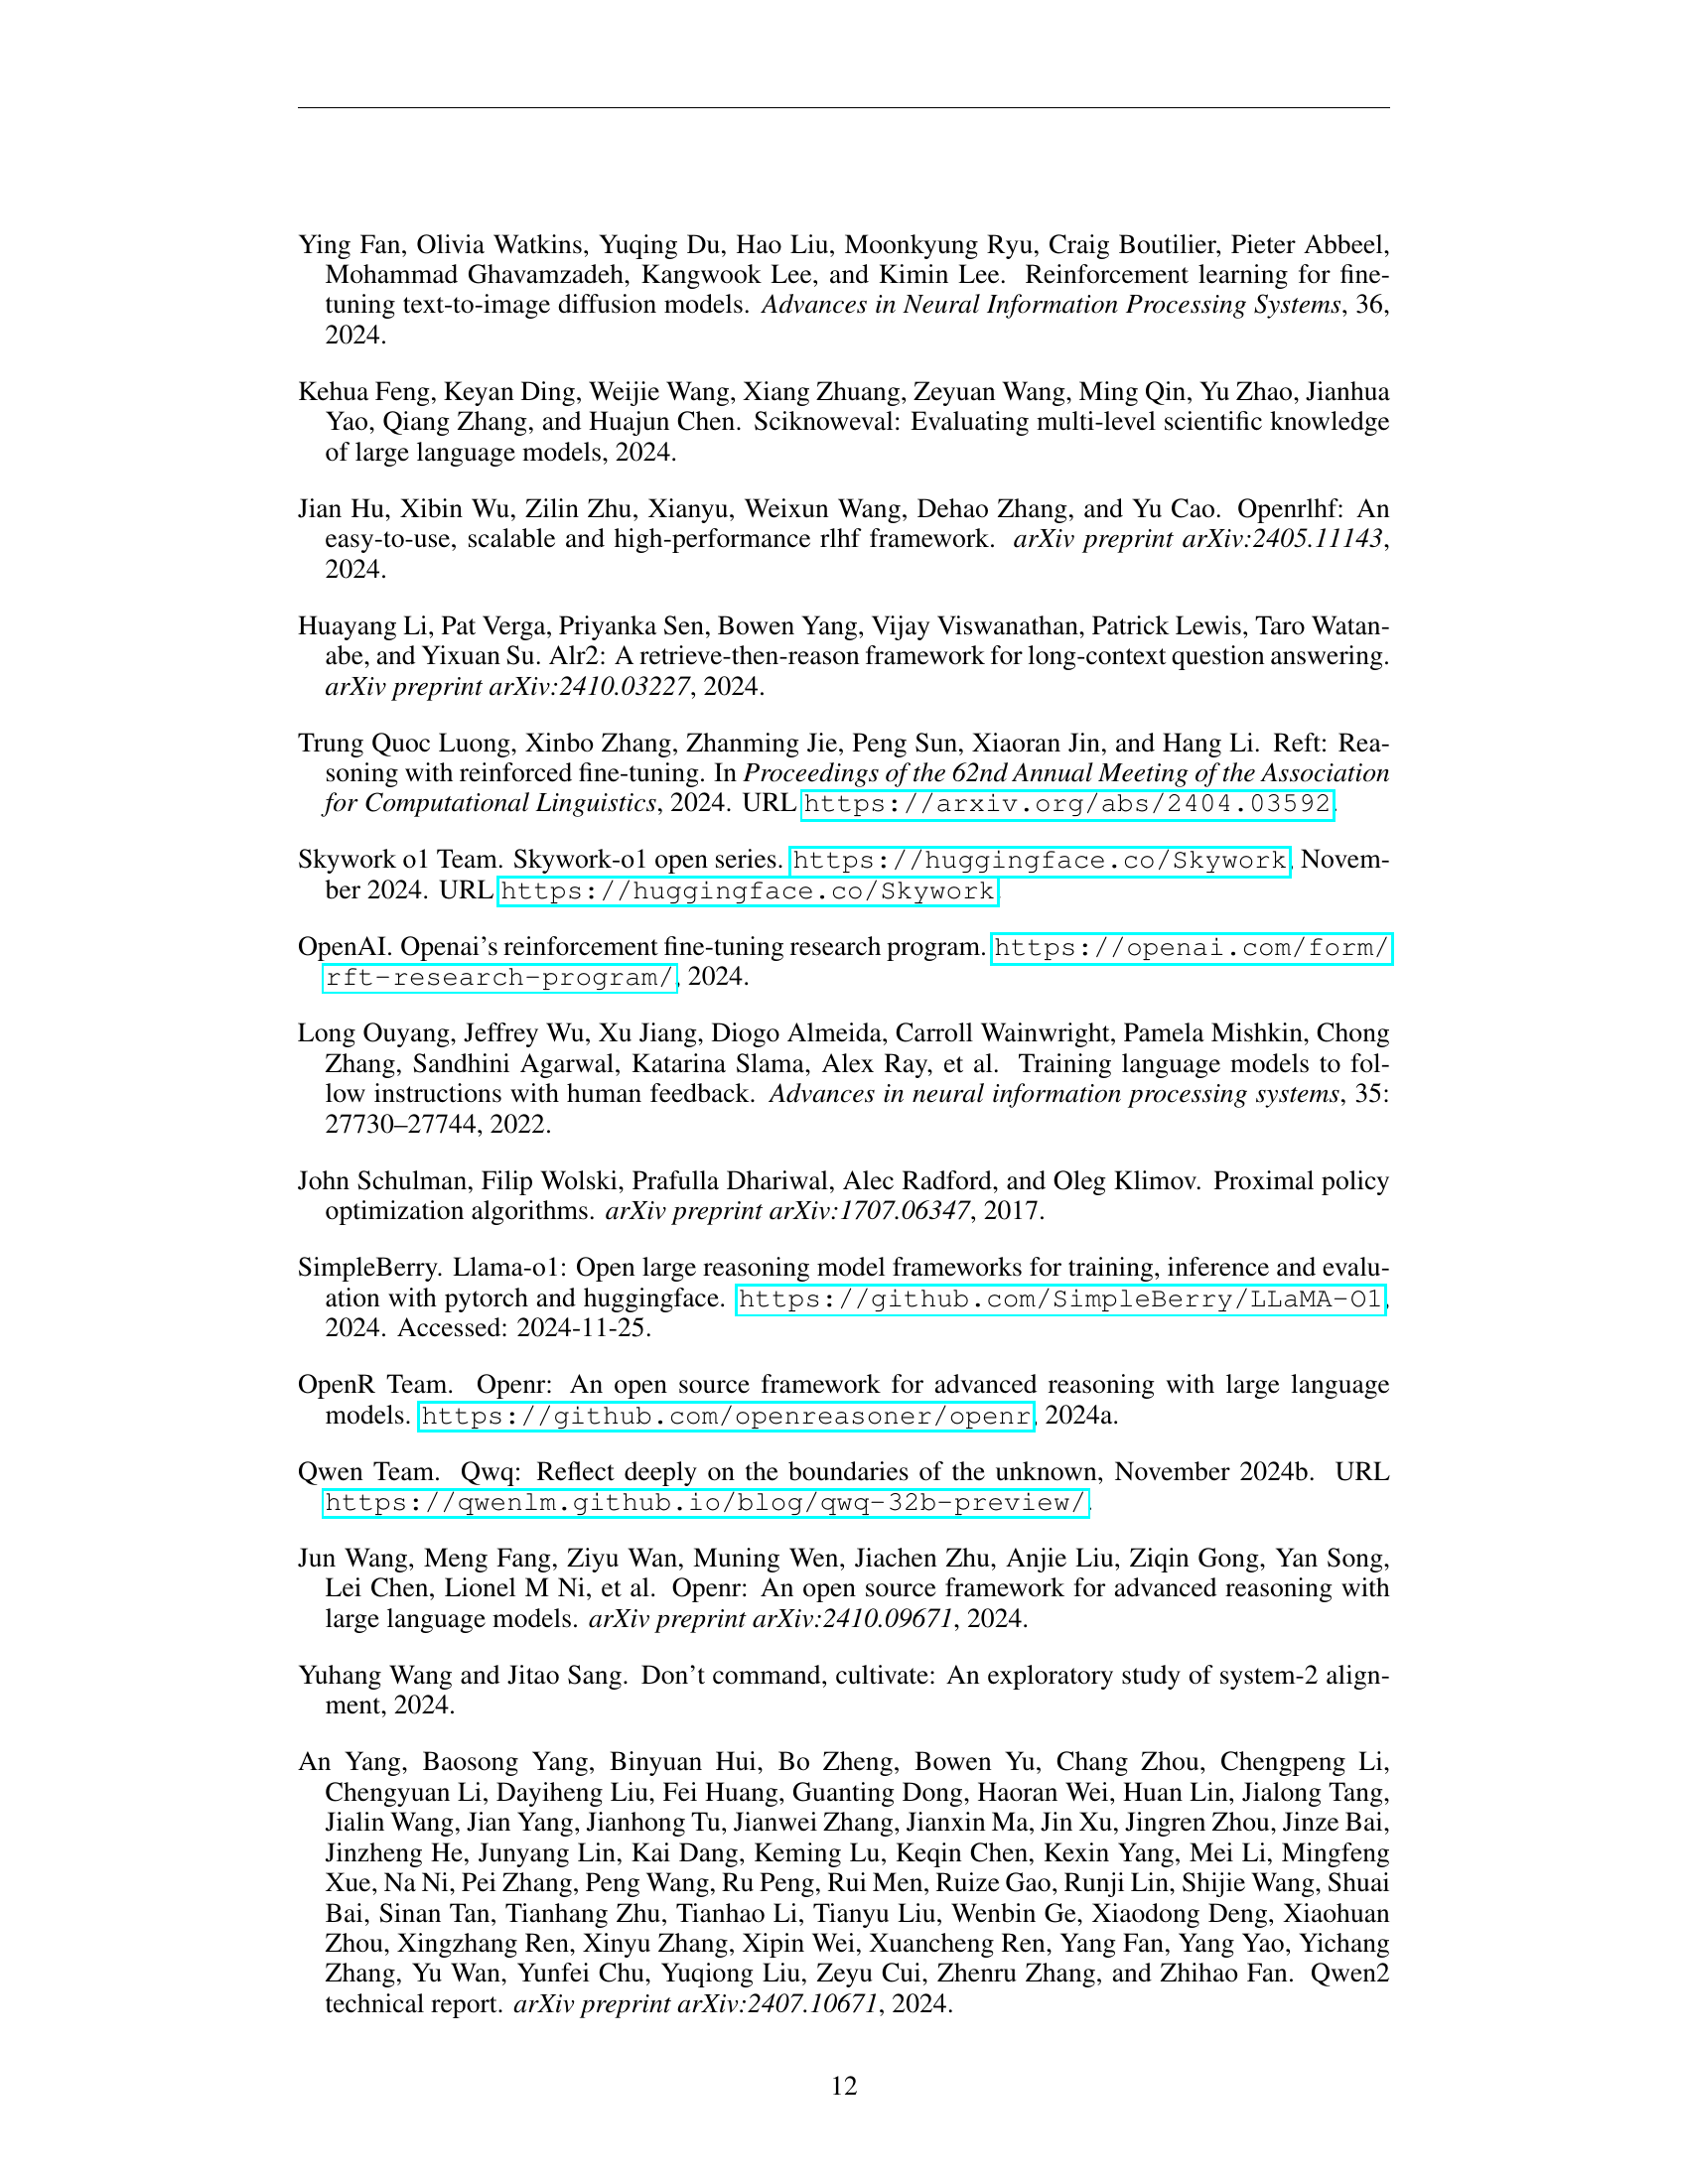 Ying Fan, Olivia Watkins, Yuqing Du, Hao Liu, Moonkyung Ryu, Craig Boutilier, Pieter Abbeel,
Mohammad Ghavamzadeh, Kangwook Lee, and Kimin Lee. Reinforcement learning for fine-
tuning text-to-image diffusion models. Advances in Neural Information Processing Systems, 36,
2024.
Kehua Feng, Keyan Ding, Weijie Wang, Xiang Zhuang, Zeyuan Wang, Ming Qin, Yu Zhao, Jianhua
Yao, Qiang Zhang, and Huajun Chen. Sciknoweval: Evaluating multi-level scientific knowledge
of large language models, 2024.
Jian Hu, Xibin Wu, Zilin Zhu, Xianyu, Weixun Wang, Dehao Zhang, and Yu Cao. Openrlhf: An
easy-to-use, scalable and high-performance rlhf framework. arXiv preprint arXiv:2405.11143,
2024.
Huayang Li, Pat Verga, Priyanka Sen, Bowen Yang, Vijay Viswanathan, Patrick Lewis, Taro Watan-
abe, and Yixuan Su. Alr2: A retrieve-then-reason framework for long-context question answering.
arXiv preprint arXiv:2410.03227, 2024.
Trung Quoc Luong, Xinbo Zhang, Zhanming Jie, Peng Sun, Xiaoran Jin, and Hang Li. Reft: Rea-
soning with reinforced fine-tuning. In Proceedings of the 62nd Annual Meeting of the Association
for Computational Linguistics, 2024. URL https://arxiv.org/abs/2404.03592.
Skywork o1 Team. Skywork-o1 open series. https://huggingface.co/Skywork, Novem-
ber 2024. URL https://huggingface.co/Skywork.
OpenAI. Openai's reinforcement fine-tuning research program. https://openai.com/form/
rft-research-program/, 2024.
Long Ouyang, Jeffrey Wu, Xu Jiang, Diogo Almeida, Carroll Wainwright, Pamela Mishkin, Chong
Zhang, Sandhini Agarwal, Katarina Slama, Alex Ray, et al. Training language models to fol-
low instructions with human feedback. Advances in neural information processing systems, 35:
27730–27744, 2022.
John Schulman, Filip Wolski, Prafulla Dhariwal, Alec Radford, and Oleg Klimov. Proximal policy
optimization algorithms. arXiv preprint arXiv:1707.06347, 2017.
SimpleBerry. Llama-o1: Open large reasoning model frameworks for training, inference and evalu-
ation with pytorch and huggingface. https://github.com/SimpleBerry/LLaMA-O1,
2024. Accessed: 2024-11-25.
OpenR Team. Openr: An open source framework for advanced reasoning with large language
models. https://github.com/openreasoner/openr, 2024a.
Qwen Team. Qwq: Reflect deeply on the boundaries of the unknown, November 2024b. URL
https://qwenlm.github.io/blog/qwq-32b-preview/.
Jun Wang, Meng Fang, Ziyu Wan, Muning Wen, Jiachen Zhu, Anjie Liu, Ziqin Gong, Yan Song,
Lei Chen, Lionel M Ni, et al. Openr: An open source framework for advanced reasoning with
large language models. arXiv preprint arXiv:2410.09671, 2024.
Yuhang Wang and Jitao Sang. Don't command, cultivate: An exploratory study of system-2 align-
ment, 2024.
An Yang, Baosong Yang, Binyuan Hui, Bo Zheng, Bowen Yu, Chang Zhou, Chengpeng Li,
Chengyuan Li, Dayiheng Liu, Fei Huang, Guanting Dong, Haoran Wei, Huan Lin, Jialong Tang,
Jialin Wang, Jian Yang, Jianhong Tu, Jianwei Zhang, Jianxin Ma, Jin Xu, Jingren Zhou, Jinze Bai,
Jinzheng He, Junyang Lin, Kai Dang, Keming Lu, Keqin Chen, Kexin Yang, Mei Li, Mingfeng
Xue, Na Ni, Pei Zhang, Peng Wang, Ru Peng, Rui Men, Ruize Gao, Runji Lin, Shijie Wang, Shuai
Bai, Sinan Tan, Tianhang Zhu, Tianhao Li, Tianyu Liu, Wenbin Ge, Xiaodong Deng, Xiaohuan
Zhou, Xingzhang Ren, Xinyu Zhang, Xipin Wei, Xuancheng Ren, Yang Fan, Yang Yao, Yichang
Zhang, Yu Wan, Yunfei Chu, Yuqiong Liu, Zeyu Cui, Zhenru Zhang, and Zhihao Fan. Qwen2
technical report. arXiv preprint arXiv:2407.10671, 2024.
12